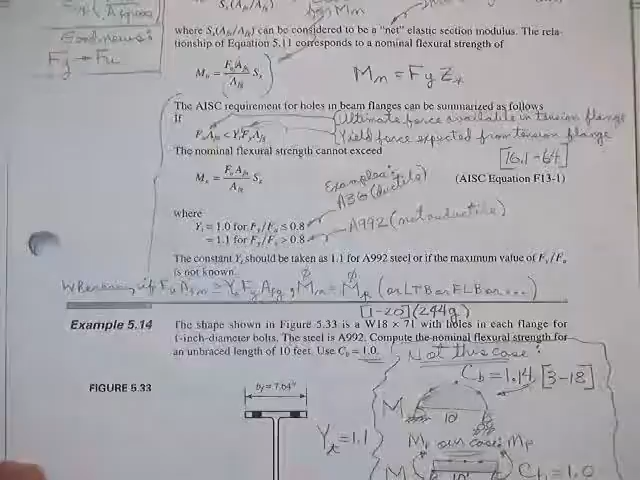 Good news:
Fy → Fu
where Sx(Afn/Afg) can be considered to be a "net" elastic section modulus. The rela-
tionship of Equation 5.11 corresponds to a nominal flexural strength of
Mn = FuAfn/Afg Sx
Mn = FyZx
The AISC requirement for holes in beam flanges can be summarized as follows
If
Ultimate force available in tension flange
FuAfn < YtFyAfg
Yield force expected from tension flange
The nominal flexural strength cannot exceed
[16.1-64]
Mn = FuAfn/Afg Sx
(AISC Equation F13-1)
Examples:
A36 (ductile)
where
Yt = 1.0 for Fy/Fu ≤ 0.8
A992 (not ductile)
= 1.1 for Fy/Fu > 0.8
The constant Yt should be taken as 1.1 for A992 steel or if the maximum value of Fy/Fu
is not known.
Whereas, if FuAfn ≥ YtFyAfg, Mn = Mp (or LTB or FLB or ...)
[1-20] (244g)
Example 5.14
The shape shown in Figure 5.33 is a W18 × 71 with holes in each flange for
1-inch-diameter bolts. The steel is A992. Compute the nominal flexural strength for
an unbraced length of 10 feet. Use Cb = 1.0.
Not this case:
Cb = 1.14 [3-18]
FIGURE 5.33
bf = 7.64"
M
10'
Yt = 1.1
Mp our case: Mp
M
Cb = 1.0